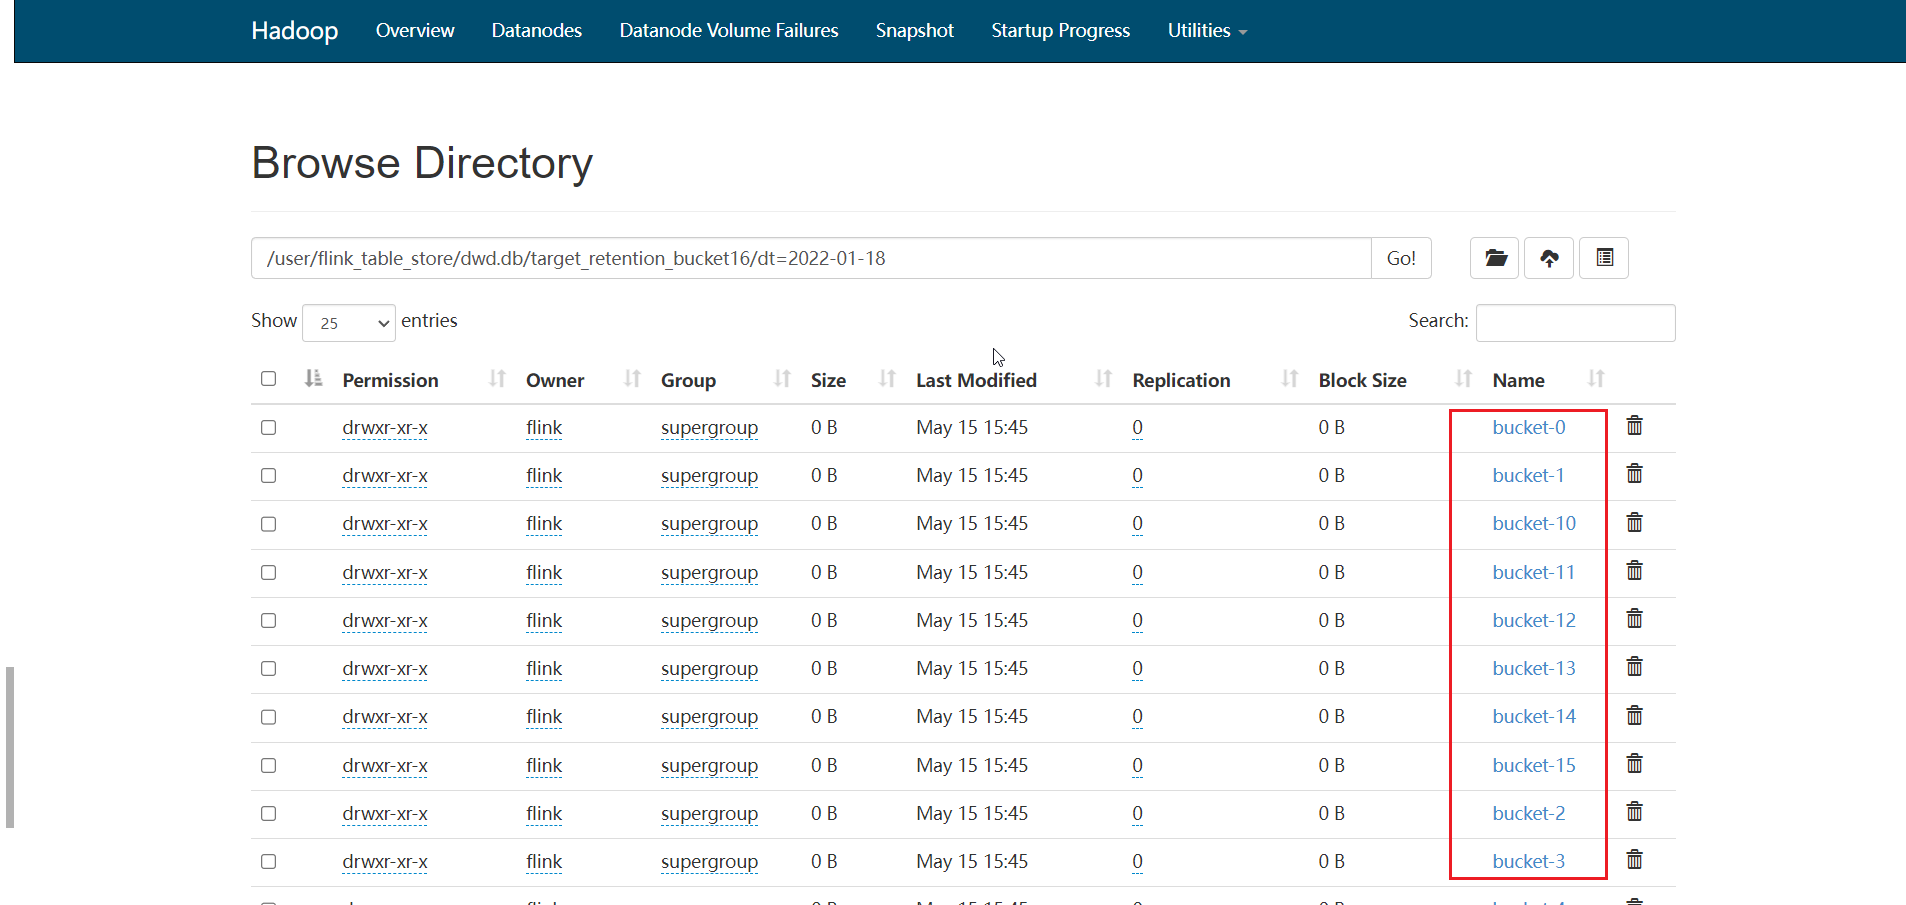 Hadoop Overview Datanodes Datanode Volume Failures Snapshot Startup Progress Utilities
Browse Directory
/user/flink_table_store/dwd.db/target_retention_bucket16/dt=2022-01-18 Go!
Show 25 entries Search:
Permission Owner Group Size Last Modified Replication Block Size Name
drwxr-xr-x flink supergroup 0 B May 15 15:45 0 0 B bucket-0
drwxr-xr-x flink supergroup 0 B May 15 15:45 0 0 B bucket-1
drwxr-xr-x flink supergroup 0 B May 15 15:45 0 0 B bucket-10
drwxr-xr-x flink supergroup 0 B May 15 15:45 0 0 B bucket-11
drwxr-xr-x flink supergroup 0 B May 15 15:45 0 0 B bucket-12
drwxr-xr-x flink supergroup 0 B May 15 15:45 0 0 B bucket-13
drwxr-xr-x flink supergroup 0 B May 15 15:45 0 0 B bucket-14
drwxr-xr-x flink supergroup 0 B May 15 15:45 0 0 B bucket-15
drwxr-xr-x flink supergroup 0 B May 15 15:45 0 0 B bucket-2
drwxr-xr-x flink supergroup 0 B May 15 15:45 0 0 B bucket-3